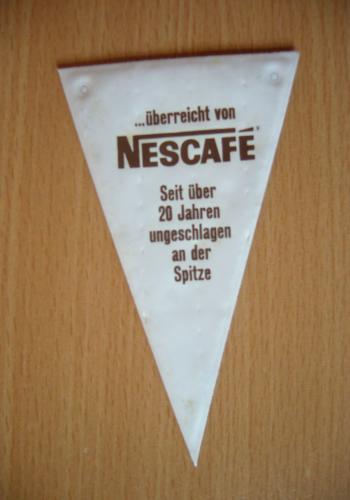 ...überreicht von
NESCAFÉ
Seit über
20 Jahren
ungeschlagen
an der
Spitze